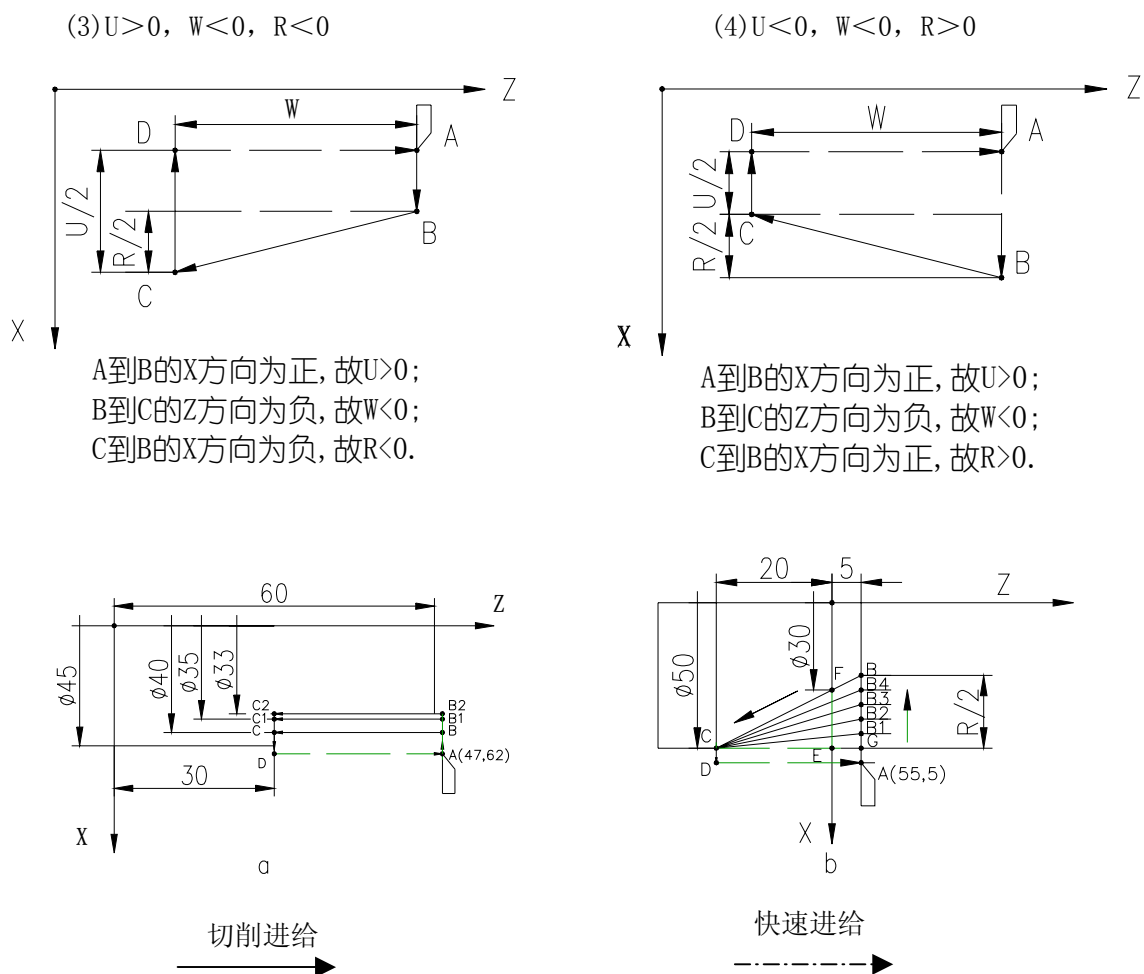 (3)U>0, W<0, R<0
(4)U<0, W<0, R>0
Z
W
D
A
U/2
R/2
B
C
X
Z
D
W
A
U/2
C
R/2
B
X
A到B的X方向为正,故U>0;
B到C的Z方向为负,故W<0;
C到B的X方向为负,故R<0.
A到B的X方向为正,故U>0;
B到C的Z方向为负,故W<0;
C到B的X方向为正,故R>0.
60
Z
ϕ45
ϕ40
ϕ35
ϕ33
C2
C1
C
D
B2
B1
B
A(47,62)
30
X
a
20
5
Z
ϕ50
ϕ30
F
B
B4
B3
B2
B1
G
R/2
C
D
E
A(55,5)
X
b
切削进给
快速进给